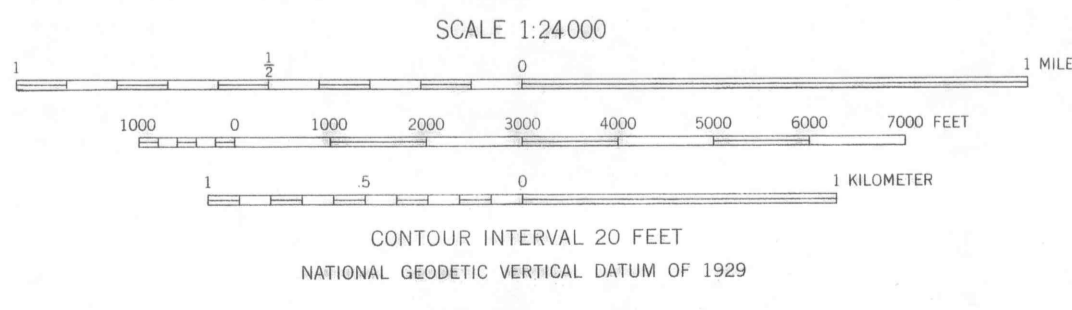 SCALE 1:24000
1 1/2 0 1 MILE
1000 0 1000 2000 3000 4000 5000 6000 7000 FEET
1 .5 0 1 KILOMETER
CONTOUR INTERVAL 20 FEET
NATIONAL GEODETIC VERTICAL DATUM OF 1929